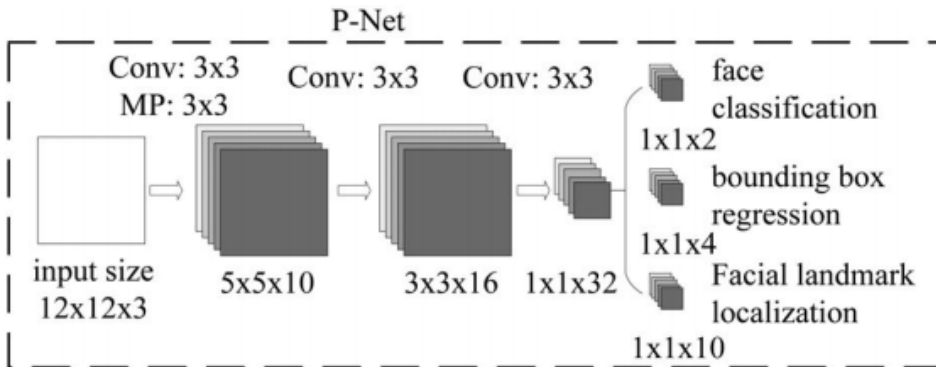 P-Net
Conv: 3x3
MP: 3x3
Conv: 3x3
Conv: 3x3
face
classification
1x1x2
bounding box
regression
1x1x4
Facial landmark
localization
1x1x10
input size
12x12x3
5x5x10
3x3x16
1x1x32